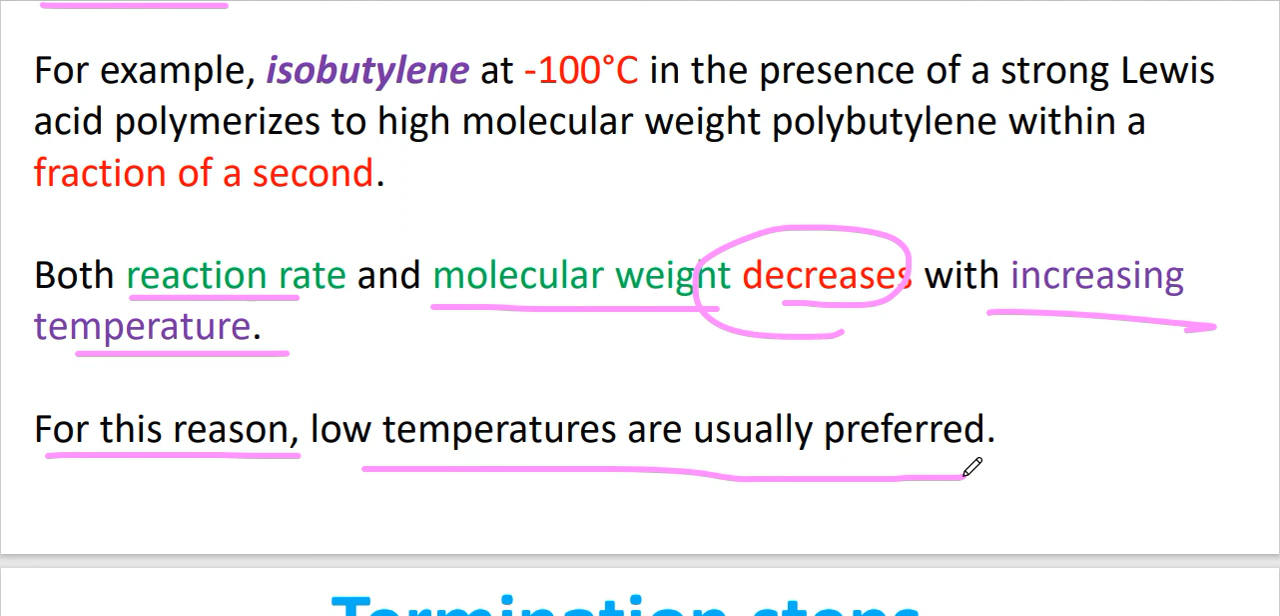 For example, isobutylene at -100°C in the presence of a strong Lewis
acid polymerizes to high molecular weight polybutylene within a
fraction of a second.
Both reaction rate and molecular weight decreases with increasing
temperature.
For this reason, low temperatures are usually preferred.
Termination steps